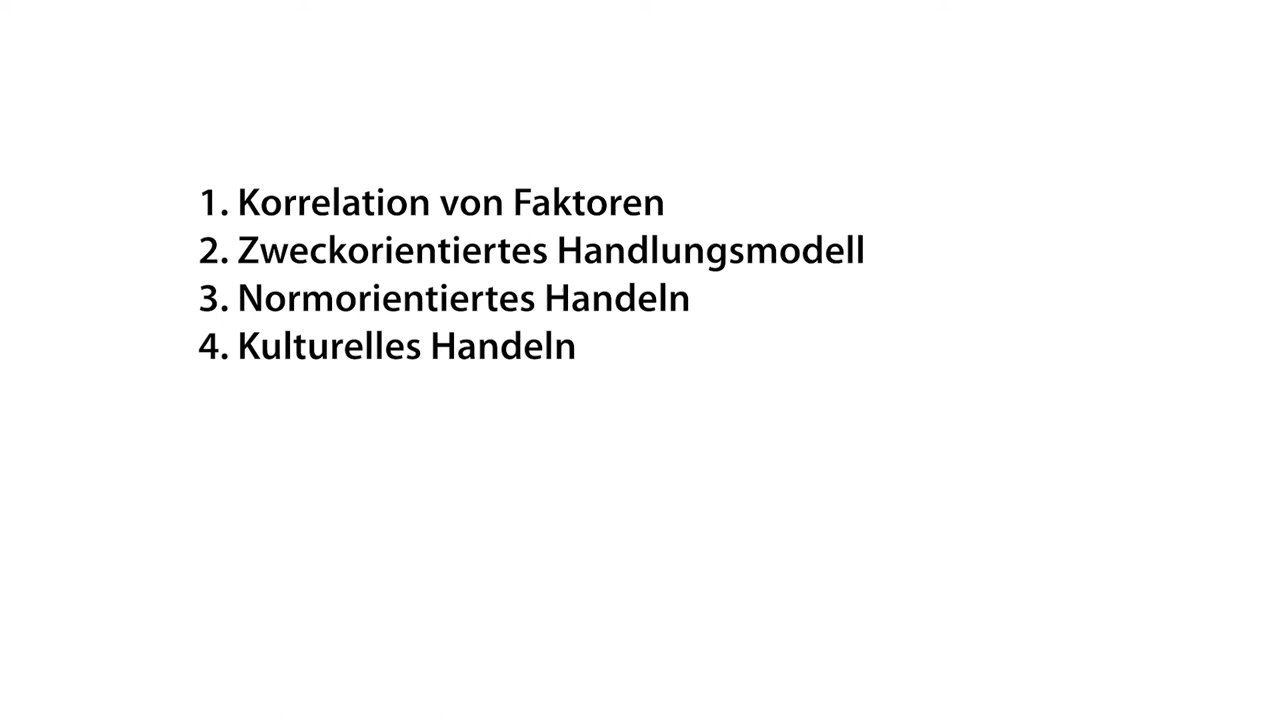 1. Korrelation von Faktoren
2. Zweckorientiertes Handlungsmodell
3. Normorientiertes Handeln
4. Kulturelles Handeln